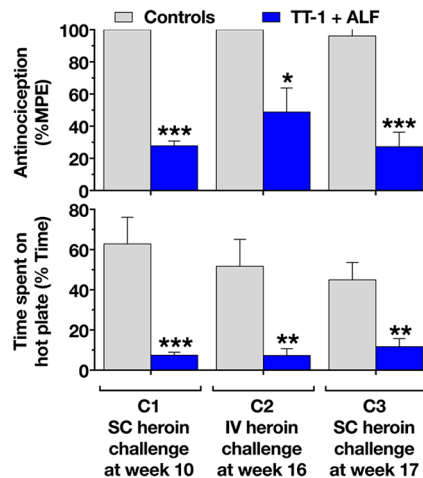 Controls TT-1 + ALF
Antinociception
(%MPE)
100
80
60
40
20
0
***
*
***
Time spent on
hot plate (% Time)
80
60
40
20
0
***
**
**
C1
SC heroin
challenge
at week 10
C2
IV heroin
challenge
at week 16
C3
SC heroin
challenge
at week 17